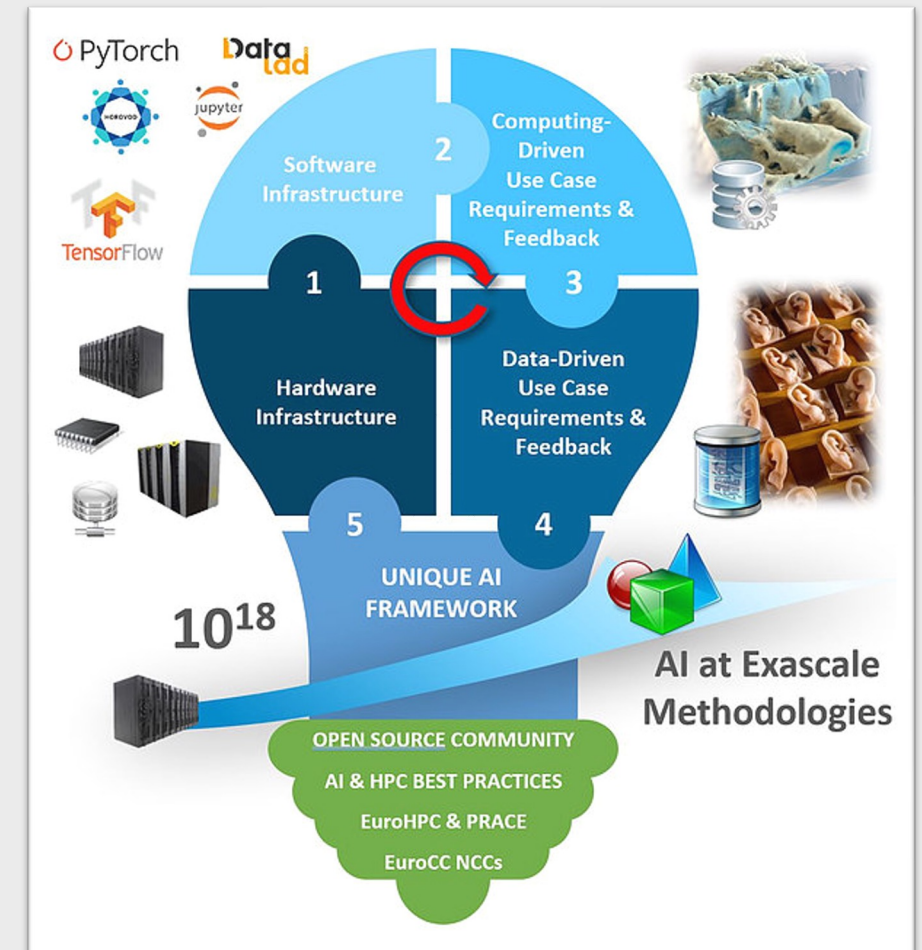 PyTorch
Data
lad
HOROVOD
jupyter
TensorFlow
Software
Infrastructure
2
Computing-
Driven
Use Case
Requirements &
Feedback
1
3
Hardware
Infrastructure
Data-Driven
Use Case
Requirements &
Feedback
5
4
UNIQUE AI
FRAMEWORK
10¹⁸
AI at Exascale
Methodologies
OPEN SOURCE COMMUNITY
AI & HPC BEST PRACTICES
EuroHPC & PRACE
EuroCC NCCs